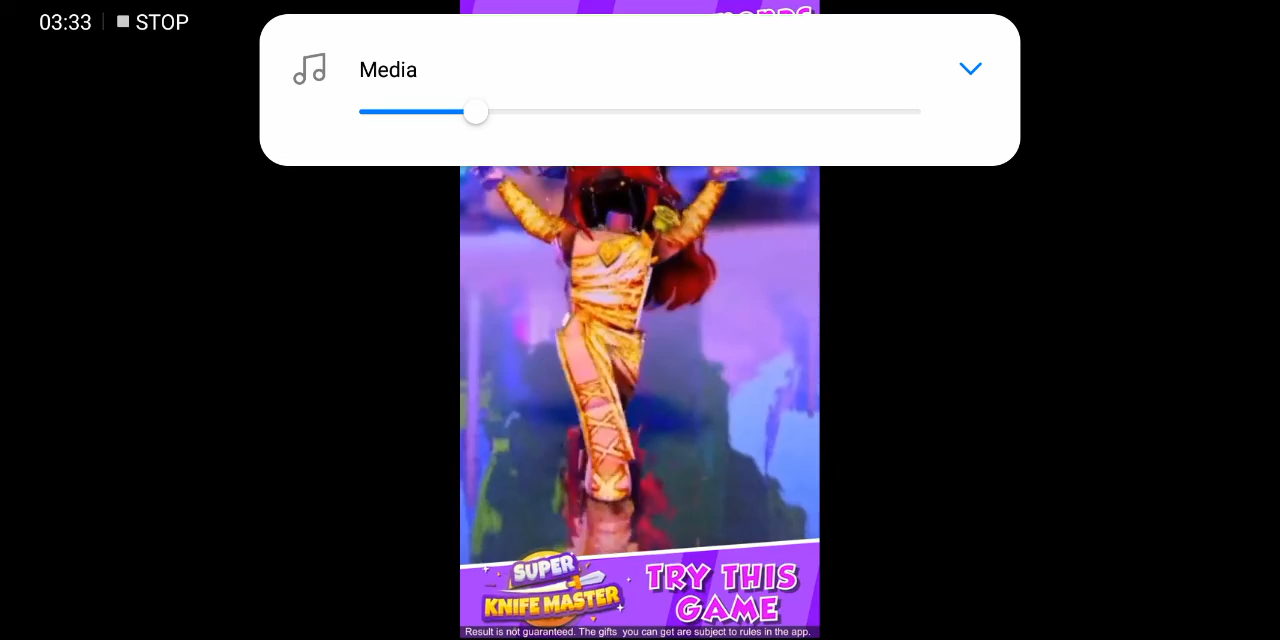 03:33 STOP
Media
SUPER
KNIFE MASTER
TRY THIS
GAME
Result is not guaranteed. The gifts you can get are subject to rules in the app.